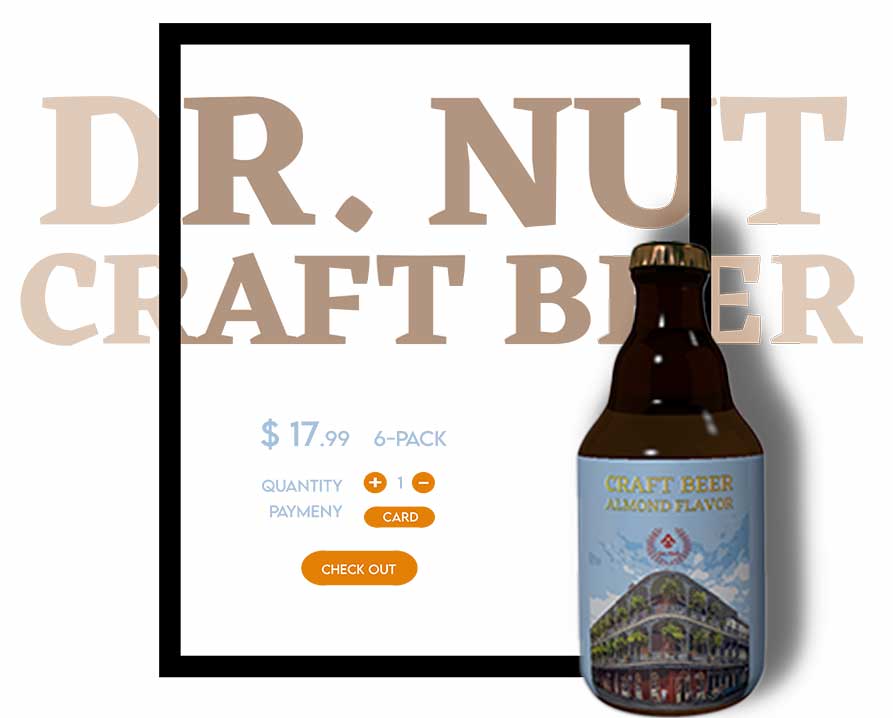 DR. NUT
CRAFT BEER
$ 17.99 6-PACK
QUANTITY + 1 −
PAYMENY CARD
CHECK OUT
CRAFT BEER
ALMOND FLAVOR